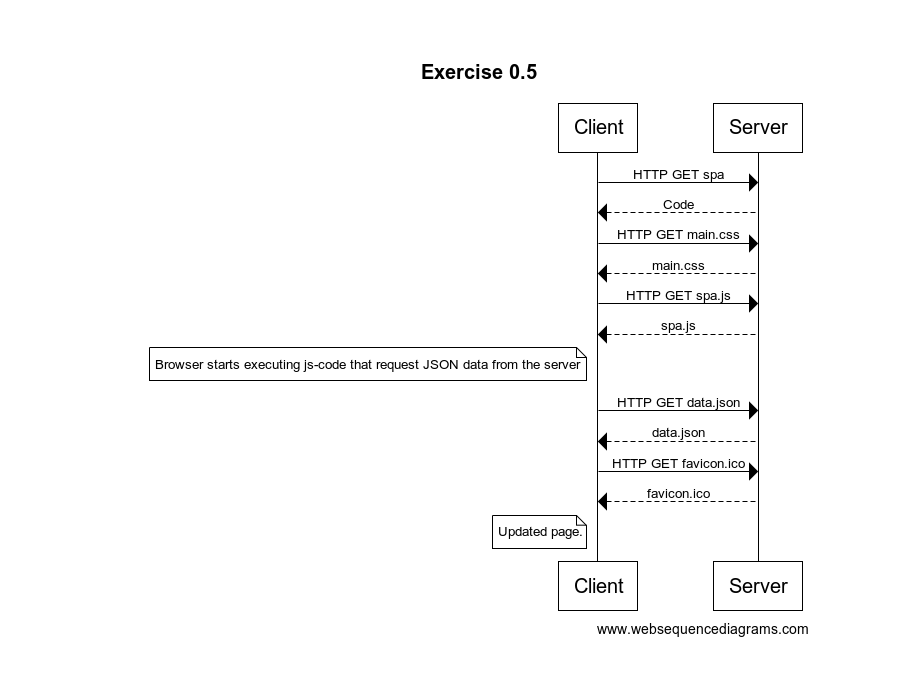 Exercise 0.5
Client
Server
HTTP GET spa
Code
HTTP GET main.css
main.css
HTTP GET spa.js
spa.js
Browser starts executing js-code that request JSON data from the server
HTTP GET data.json
data.json
HTTP GET favicon.ico
favicon.ico
Updated page.
Client
Server
www.websequencediagrams.com